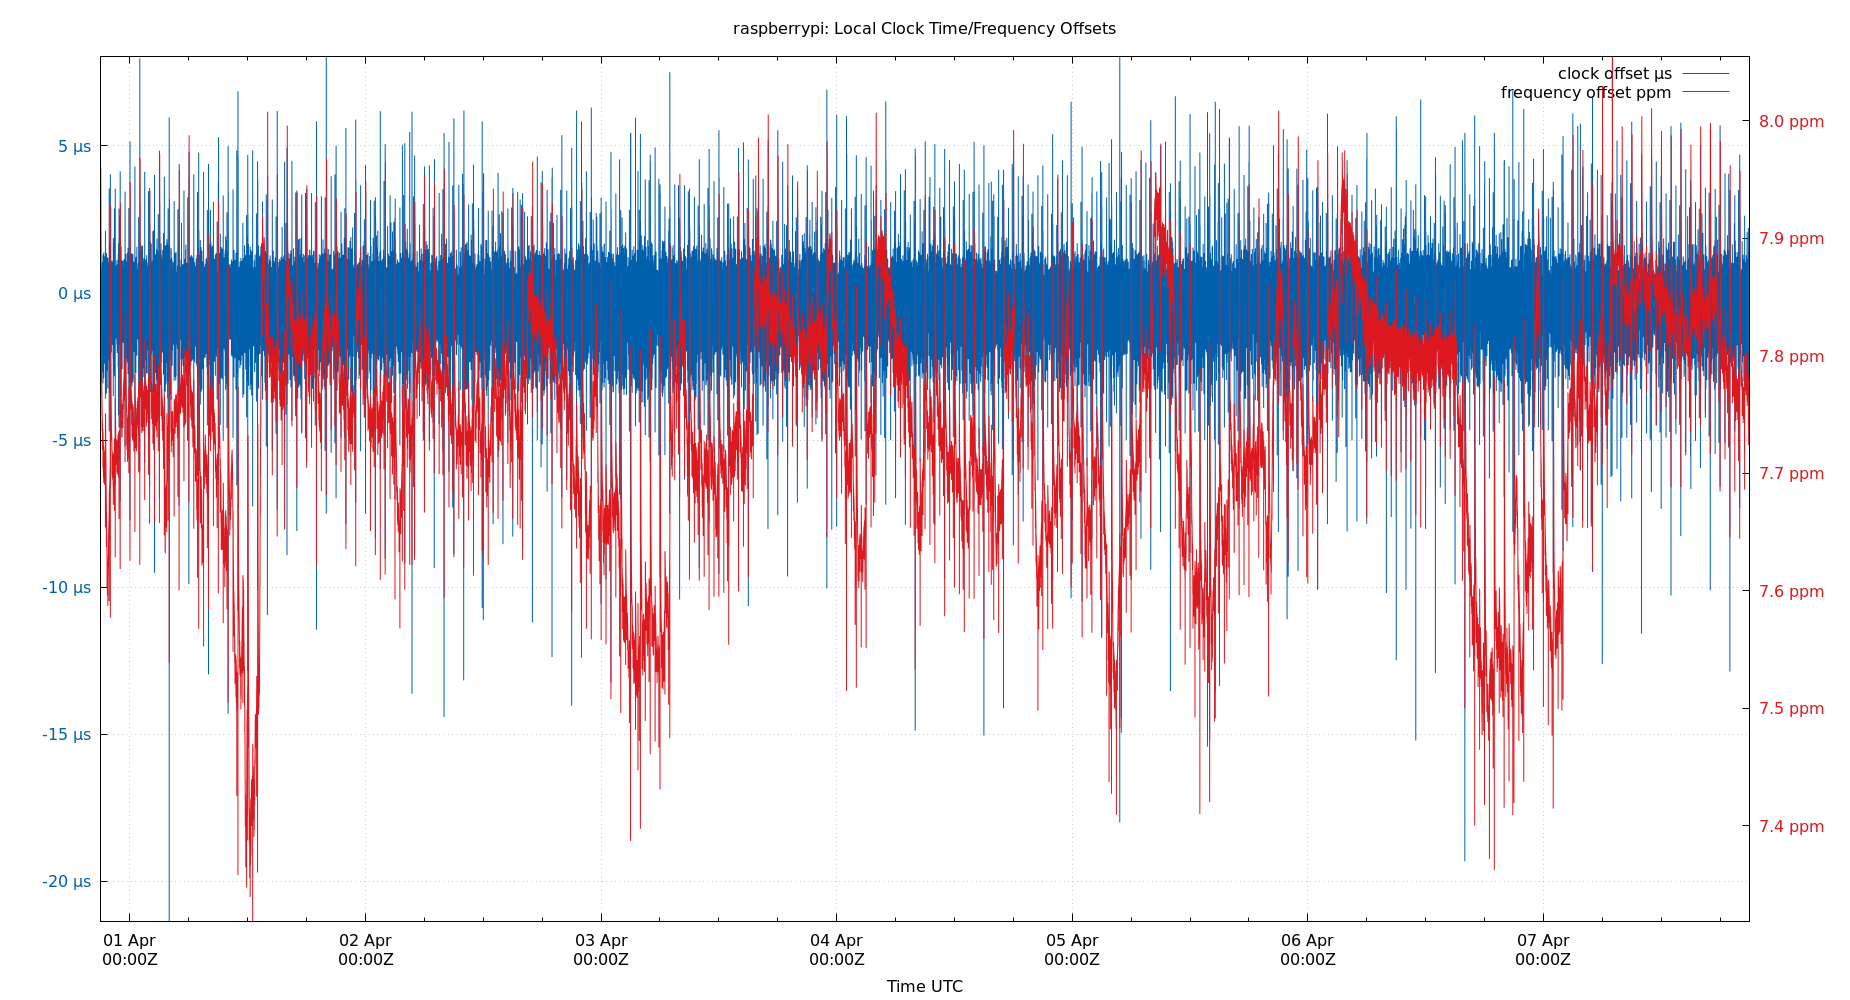 raspberrypi: Local Clock Time/Frequency Offsets
clock offset µs
frequency offset ppm
5 µs
0 µs
-5 µs
-10 µs
-15 µs
-20 µs
8.0 ppm
7.9 ppm
7.8 ppm
7.7 ppm
7.6 ppm
7.5 ppm
7.4 ppm
01 Apr
00:00Z
02 Apr
00:00Z
03 Apr
00:00Z
04 Apr
00:00Z
05 Apr
00:00Z
06 Apr
00:00Z
07 Apr
00:00Z
Time UTC